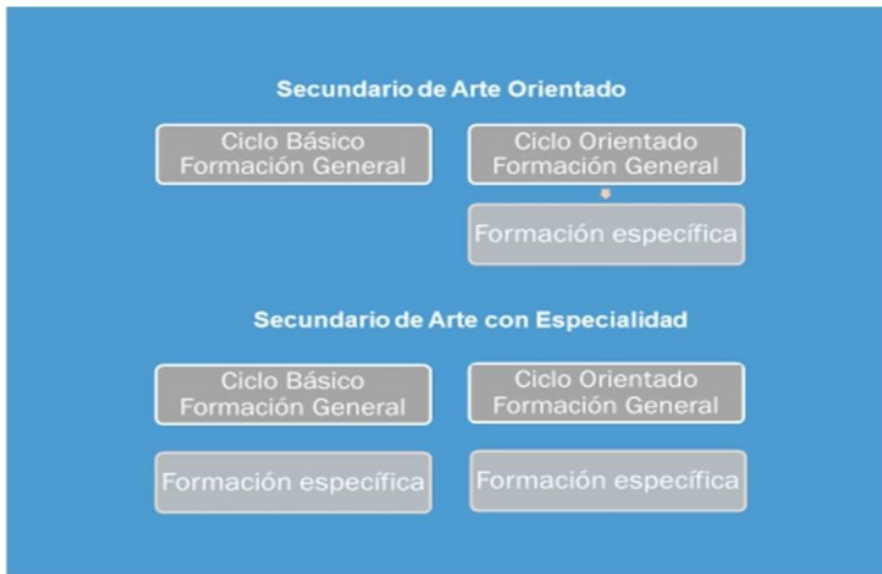 Secundario de Arte Orientado
Ciclo Básico
Formación General
Ciclo Orientado
Formación General
Formación específica
Secundario de Arte con Especialidad
Ciclo Básico
Formación General
Ciclo Orientado
Formación General
Formación específica
Formación específica